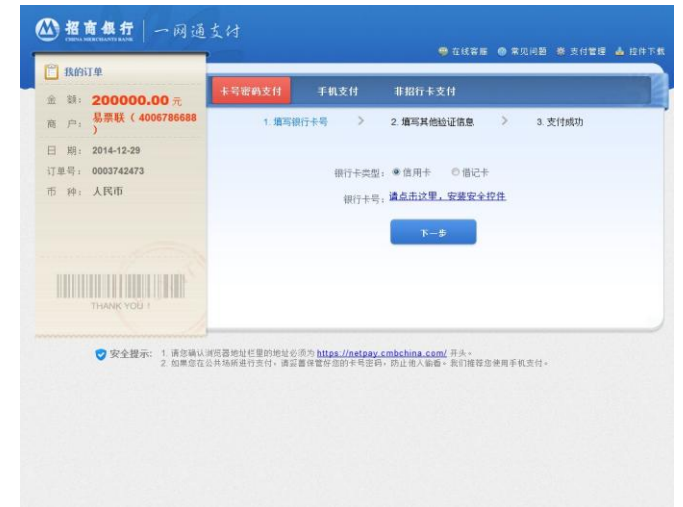 招商银行 一网通支付
CHINA MERCHANTS BANK
在线客服 常见问题 支付管理 控件下载
我的订单
金 额: 200000.00 元
商 户: 易票联(4006786688
)
日 期: 2014-12-29
订单号: 0003742473
币 种: 人民币
THANK YOU !
卡号密码支付 手机支付 非招行卡支付
1. 填写银行卡号 > 2. 填写其他验证信息 > 3. 支付成功
银行卡类型: 信用卡 借记卡
银行卡号: 请点击这里,安装安全控件
下一步
安全提示: 1. 请您确认浏览器地址栏里的地址必须为 https://netpay.cmbchina.com/ 开头。
2. 如果您在公共场所进行支付,请妥善保管好您的卡号密码,防止他人偷看。我们推荐您使用手机支付。